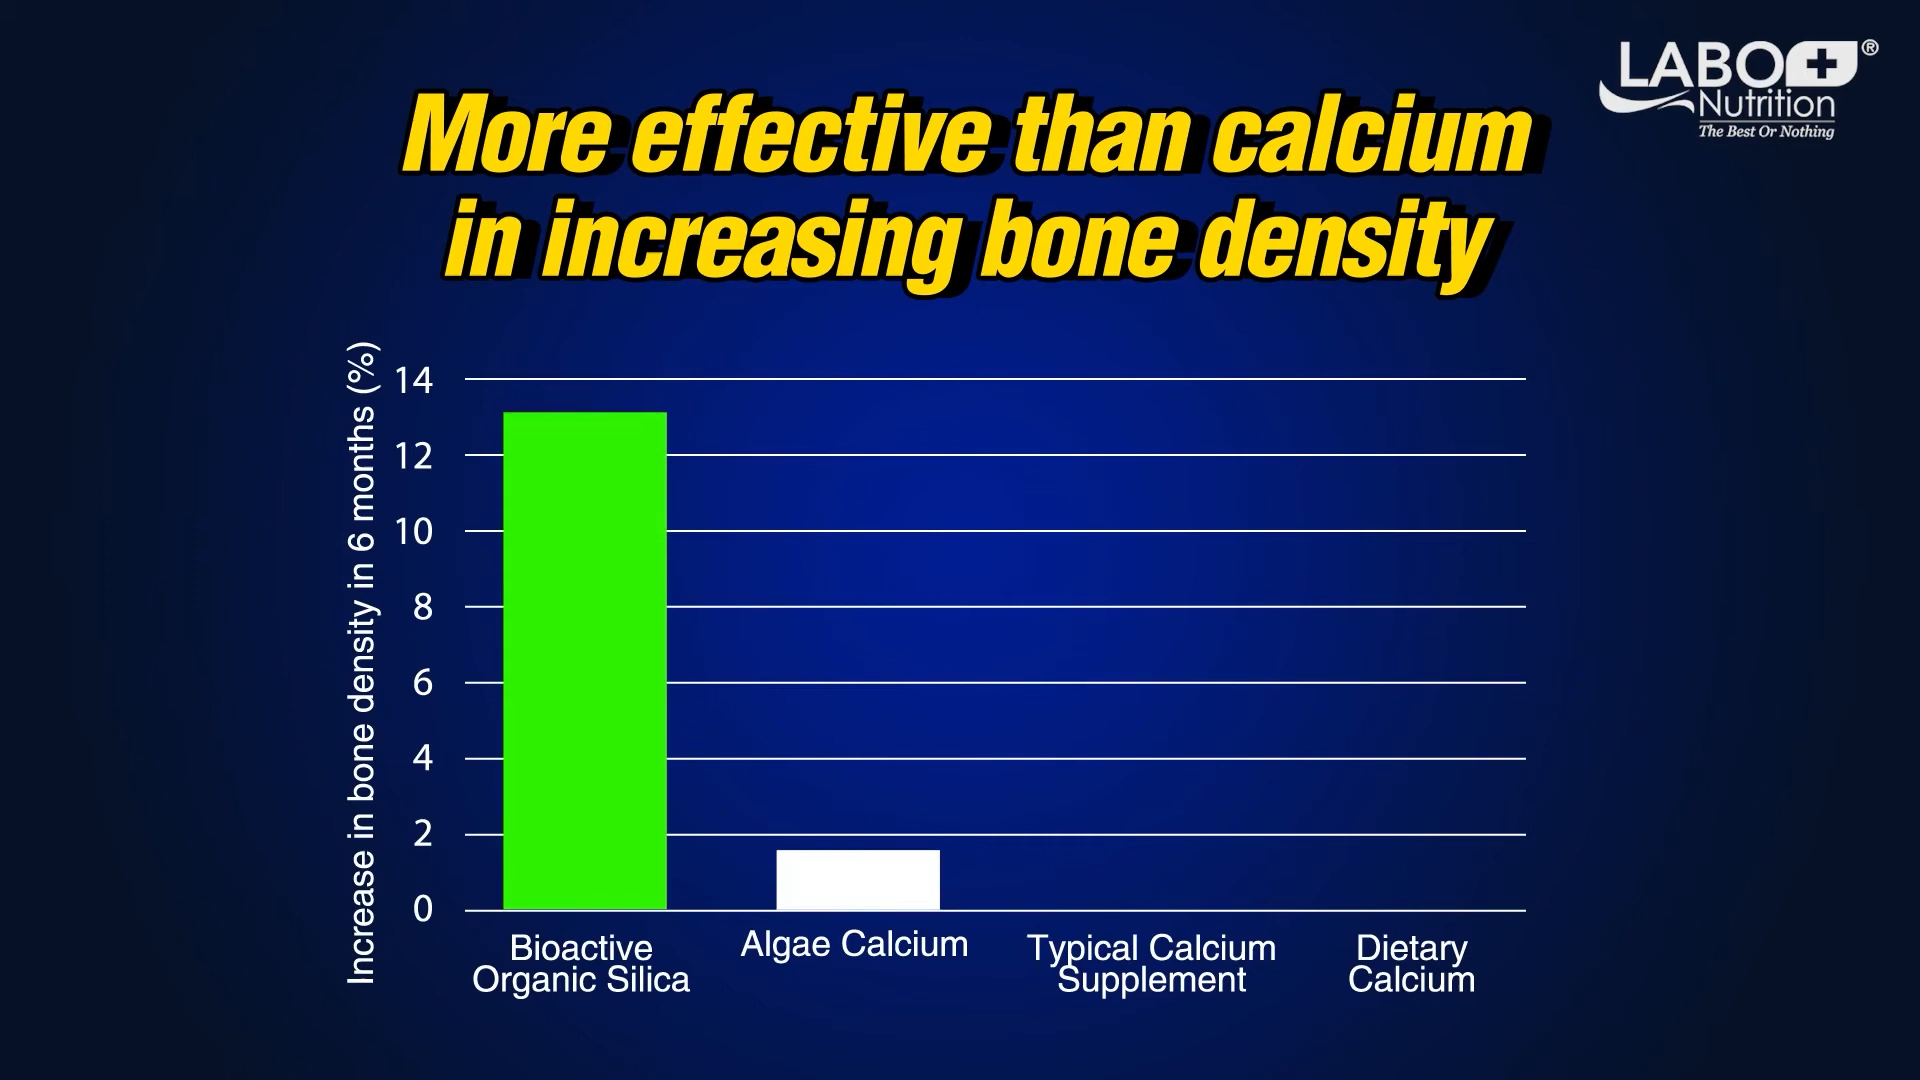 LABO ®
Nutrition
The Best Or Nothing
More effective than calcium
in increasing bone density
Increase in bone density in 6 months (%)
14
12
10
8
6
4
2
0
Bioactive
Organic Silica
Algae Calcium
Typical Calcium
Supplement
Dietary
Calcium